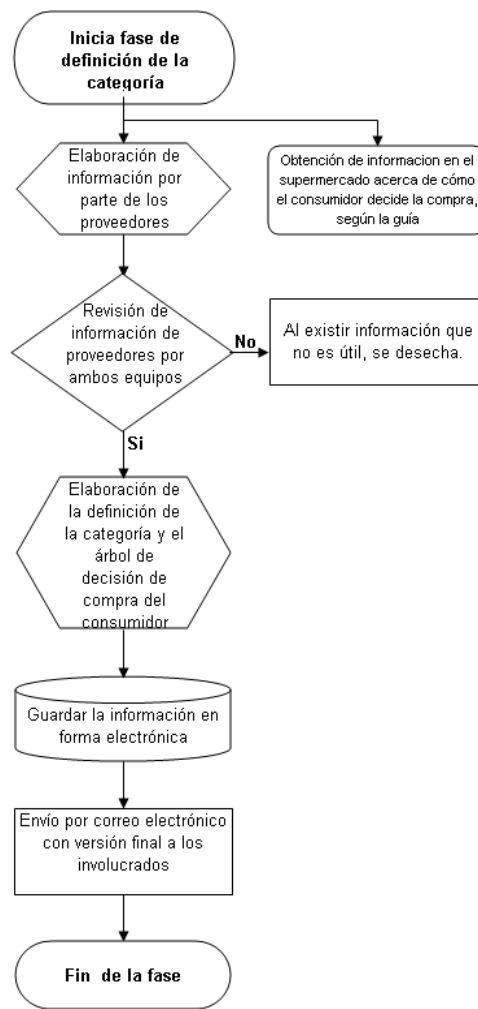 Inicia fase de
definición de la
categoría
Elaboración de
información por
parte de los
proveedores
Obtención de informacion en el
supermercado acerca de cómo
el consumidor decide la compra,
según la guía
Revisión de
información de
proveedores por
ambos equipos
No
Al existir información que
no es útil, se desecha.
Si
Elaboración de
la definición de
la categoría y el
árbol de
decisión de
compra del
consumidor
Guardar la información en
forma electrónica
Envío por correo electrónico
con versión final a los
involucrados
Fin de la fase